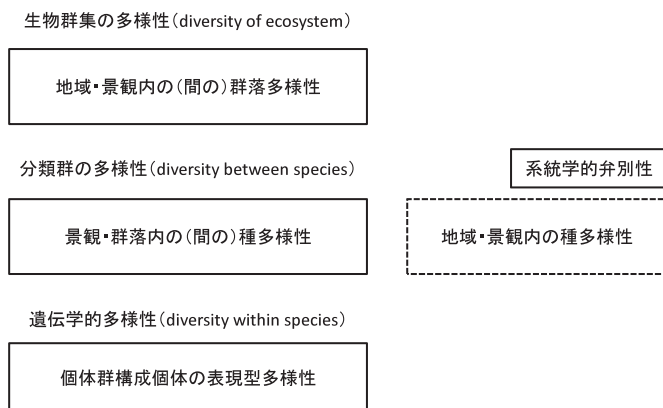 生物群集の多様性(diversity of ecosystem)
地域・景観内の(間の)群落多様性
分類群の多様性(diversity between species)
系統学的弁別性
景観・群落内の(間の)種多様性
地域・景観内の種多様性
遺伝学的多様性(diversity within species)
個体群構成個体の表現型多様性